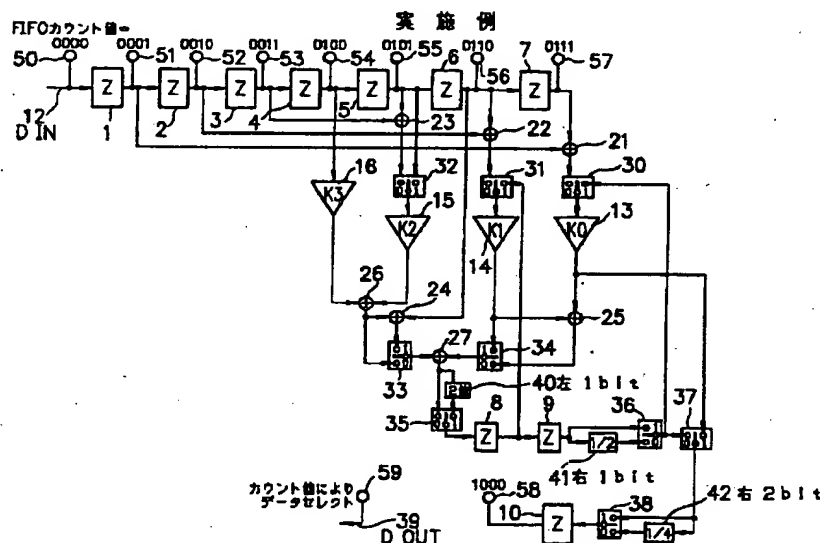 実 施 例
FIFOカウント値=
0000 0001 0010 0011 0100 0101 0110 0111
50 51 52 53 54 55 56 57
Z Z Z Z Z Z Z
12 1 2 3 4 5 6 7
D IN
23 22 21
16 32 31 30
K3 15 K2 K1 14 K0 13
26 24 25
27 34
33
40左 1bit
2倍
35 8 9 36 37
Z Z
1/2
41右 1bit
59 1000 58
カウント値により
データセレクト
39
D OUT
10 Z 38 1/4
42 右 2bit